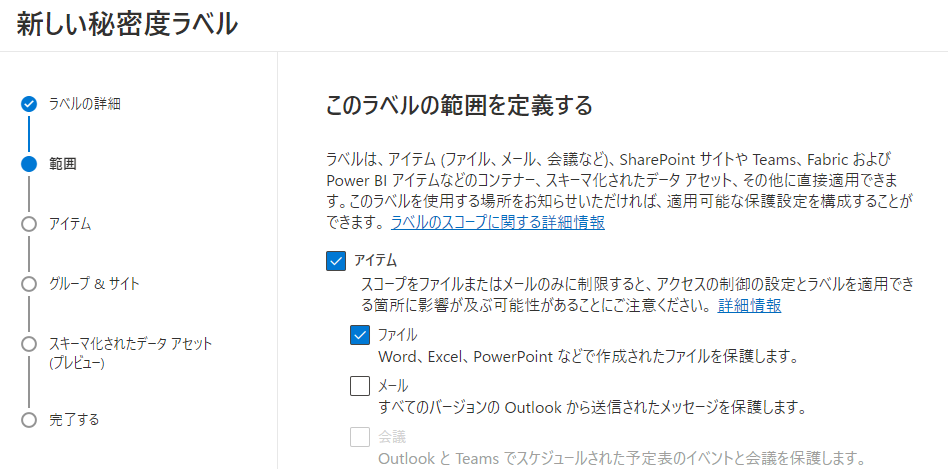 新しい秘密度ラベル
ラベルの詳細
範囲
アイテム
グループ & サイト
スキーマ化されたデータ アセット
(プレビュー)
完了する
このラベルの範囲を定義する
ラベルは、アイテム (ファイル、メール、会議など)、SharePoint サイトや Teams、Fabric および
Power BI アイテムなどのコンテナー、スキーマ化されたデータ アセット、その他に直接適用できま
す。このラベルを使用する場所をお知らせいただければ、適用可能な保護設定を構成することが
できます。 ラベルのスコープに関する詳細情報
アイテム
スコープをファイルまたはメールのみに制限すると、アクセスの制御の設定とラベルを適用でき
る箇所に影響が及ぶ可能性があることにご注意ください。 詳細情報
ファイル
Word、Excel、PowerPoint などで作成されたファイルを保護します。
メール
すべてのバージョンの Outlook から送信されたメッセージを保護します。
会議
Outlook と Teams でスケジュールされた予定表のイベントと会議を保護します。